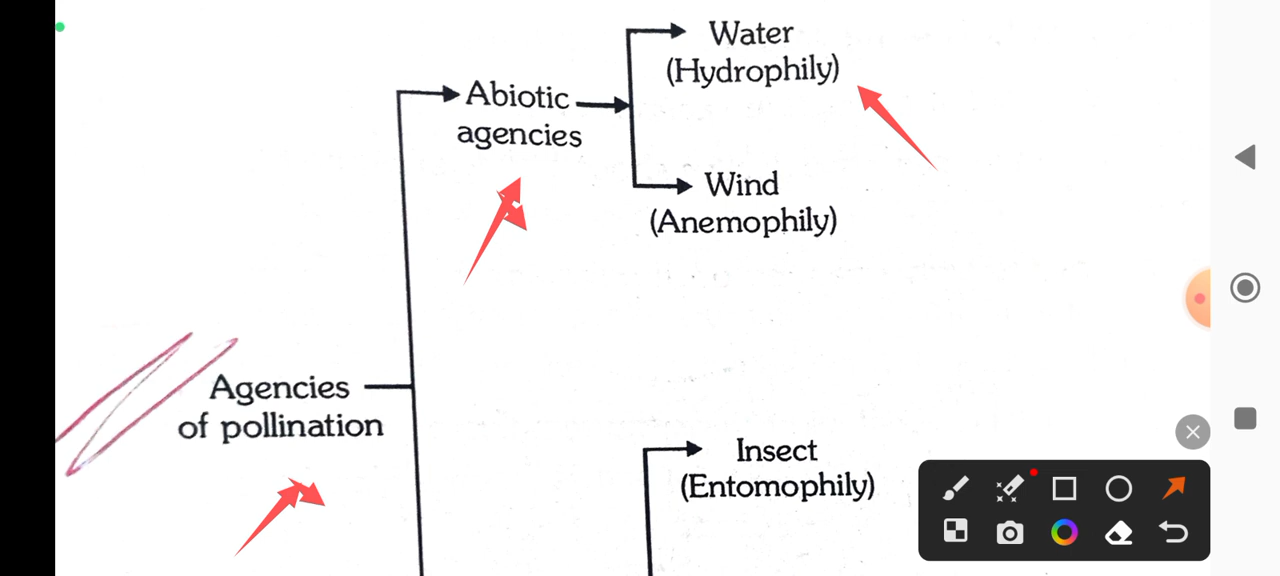 Water
(Hydrophily)
Abiotic
agencies
Wind
(Anemophily)
Agencies
of pollination
Insect
(Entomophily)